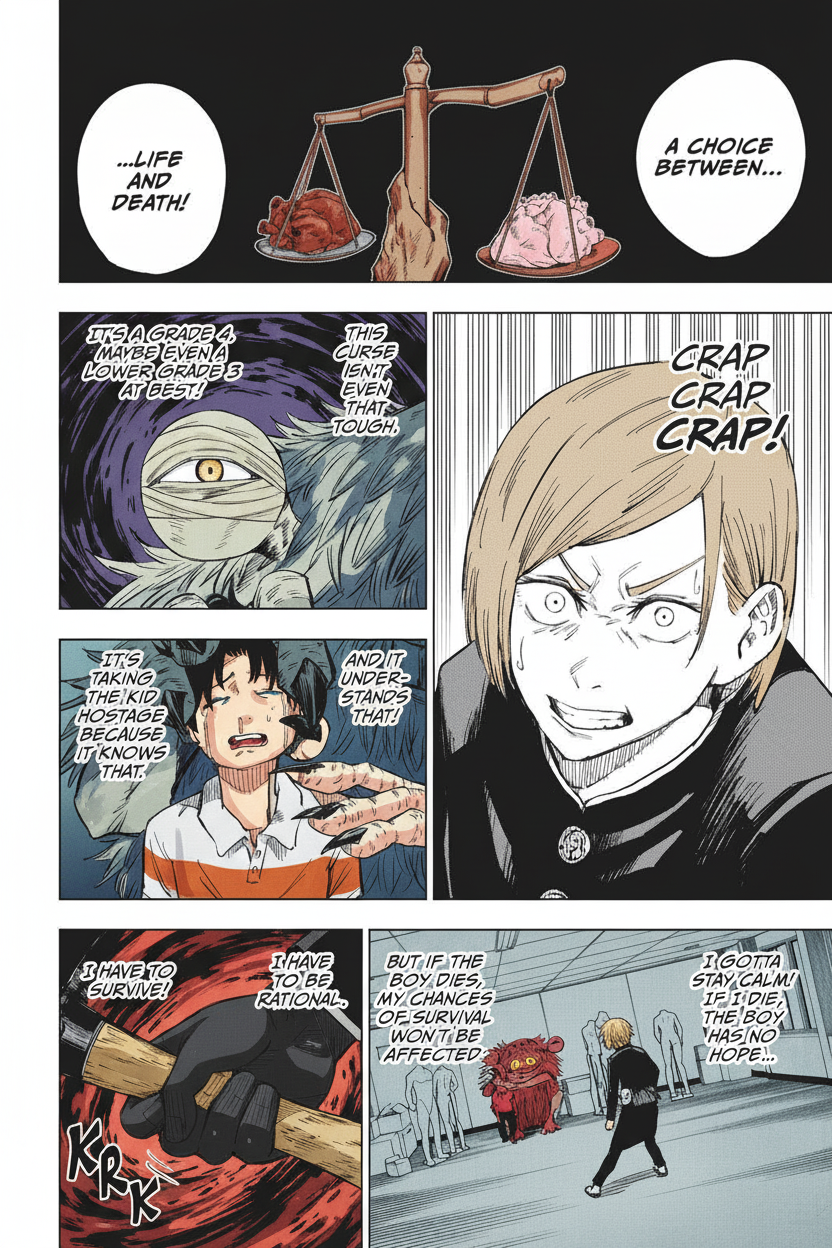 A CHOICE
BETWEEN...
...LIFE
AND
DEATH!
CRAP
CRAP
CRAP!
THIS
CURSE
ISN'T
EVEN
THAT
TOUGH.
IT'S A GRADE 4,
MAYBE EVEN A
LOWER GRADE 3
AT BEST!
AND IT
UNDER-
STANDS
THAT!
IT'S
TAKING
THE KID
HOSTAGE
BECAUSE
IT KNOWS
THAT.
I GOTTA
STAY CALM!
IF I DIE,
THE BOY
HAS NO
HOPE...
BUT IF THE
BOY DIES,
MY CHANCES
OF SURVIVAL
WON'T BE
AFFECTED.
I HAVE
TO BE
RATIONAL.
I HAVE TO
SURVIVE!
KRK